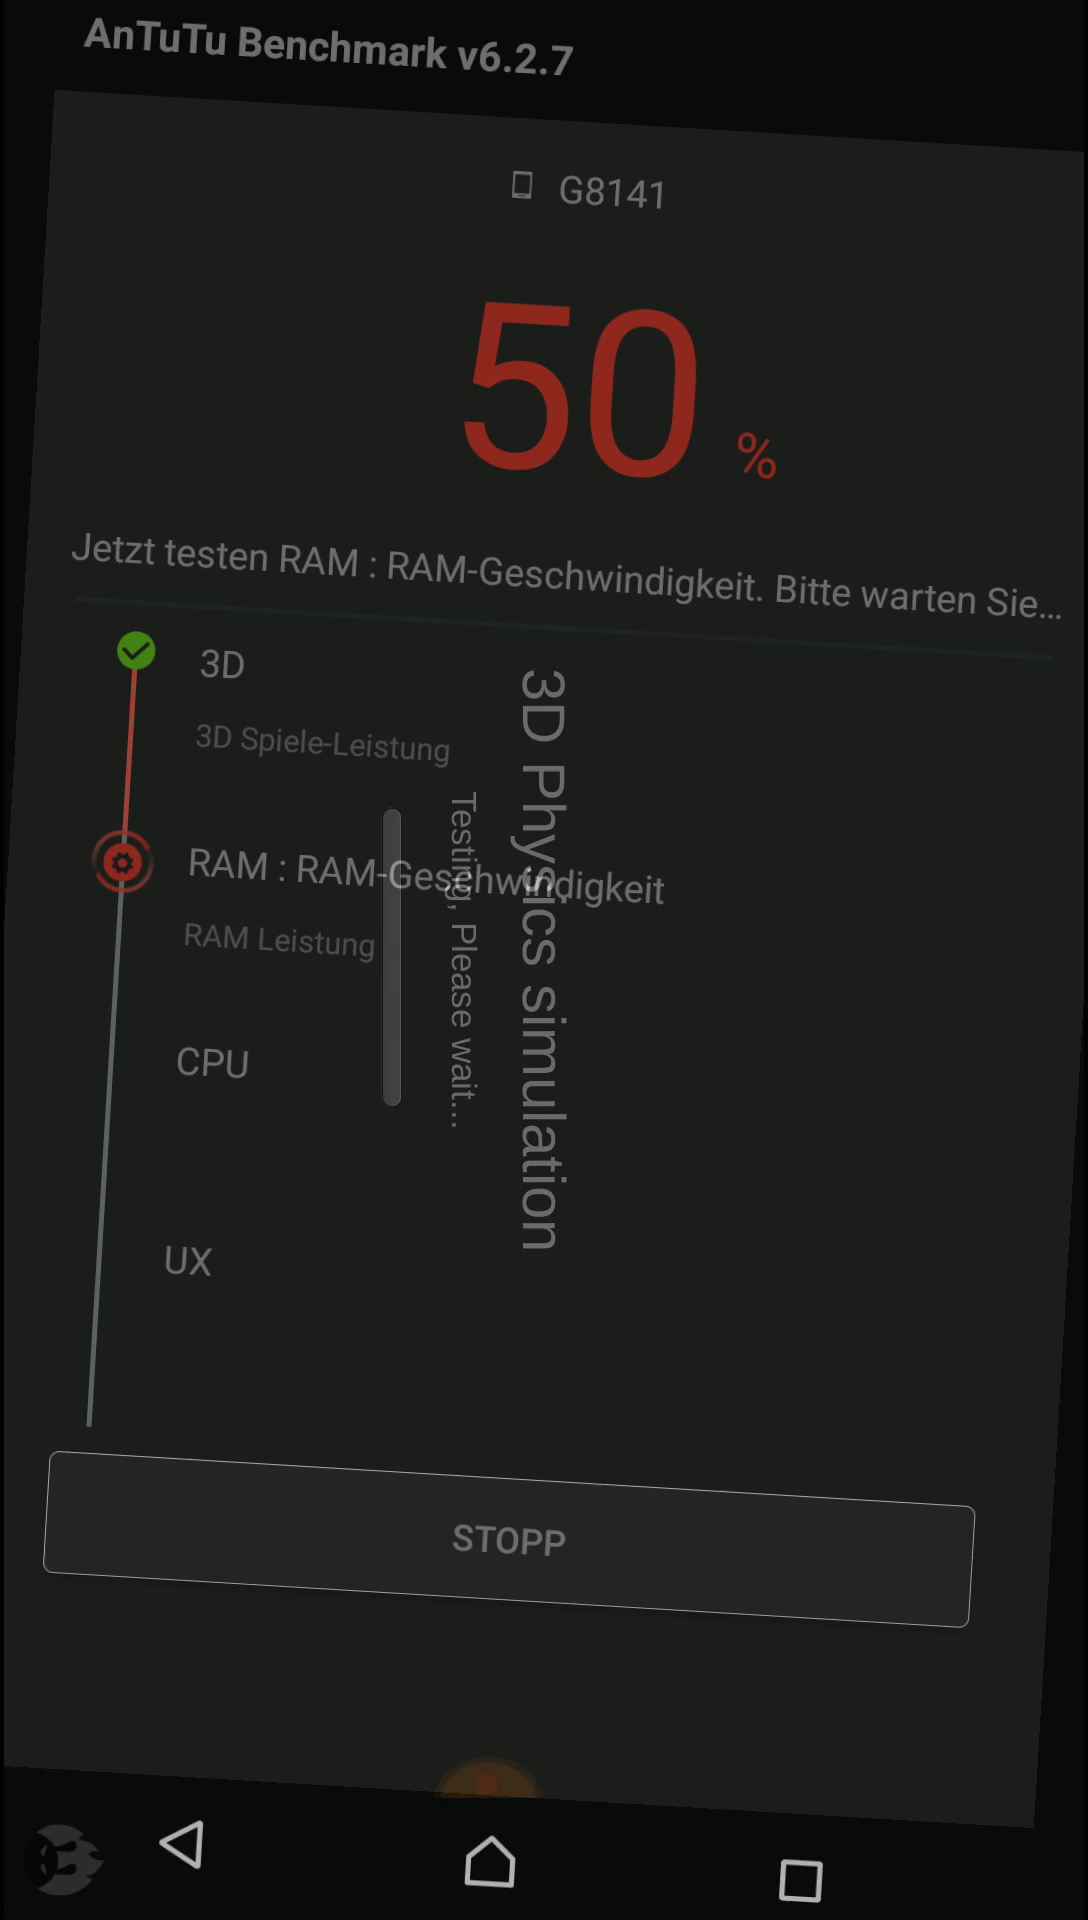 AnTuTu Benchmark v6.2.7
G8141
50 %
Jetzt testen RAM : RAM-Geschwindigkeit. Bitte warten Sie...
3D
3D Spiele-Leistung
RAM : RAM-Geschwindigkeit
RAM Leistung
CPU
UX
3D Physics simulation
Testing, Please wait...
STOPP